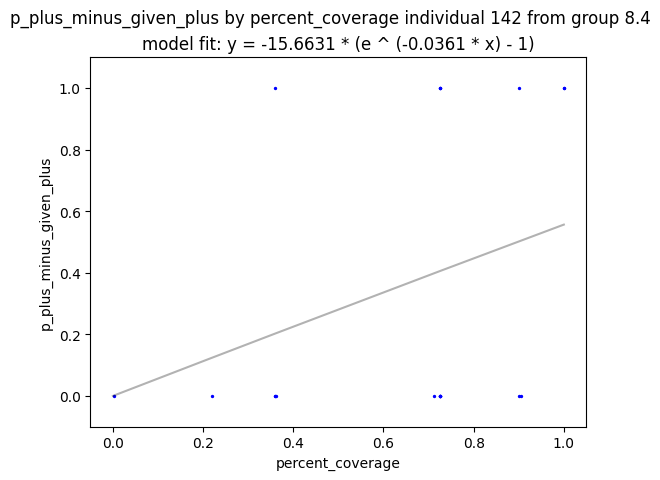 p_plus_minus_given_plus by percent_coverage individual 142 from group 8.4
model fit: y = -15.6631 * (e ^ (-0.0361 * x) - 1)
p_plus_minus_given_plus
1.0
0.8
0.6
0.4
0.2
0.0
0.0 0.2 0.4 0.6 0.8 1.0
percent_coverage